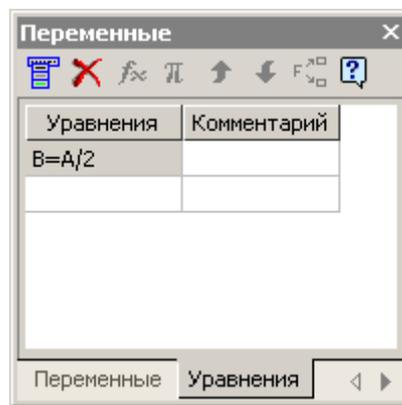 Переменные
Уравнения Комментарий
B=A/2
Переменные Уравнения